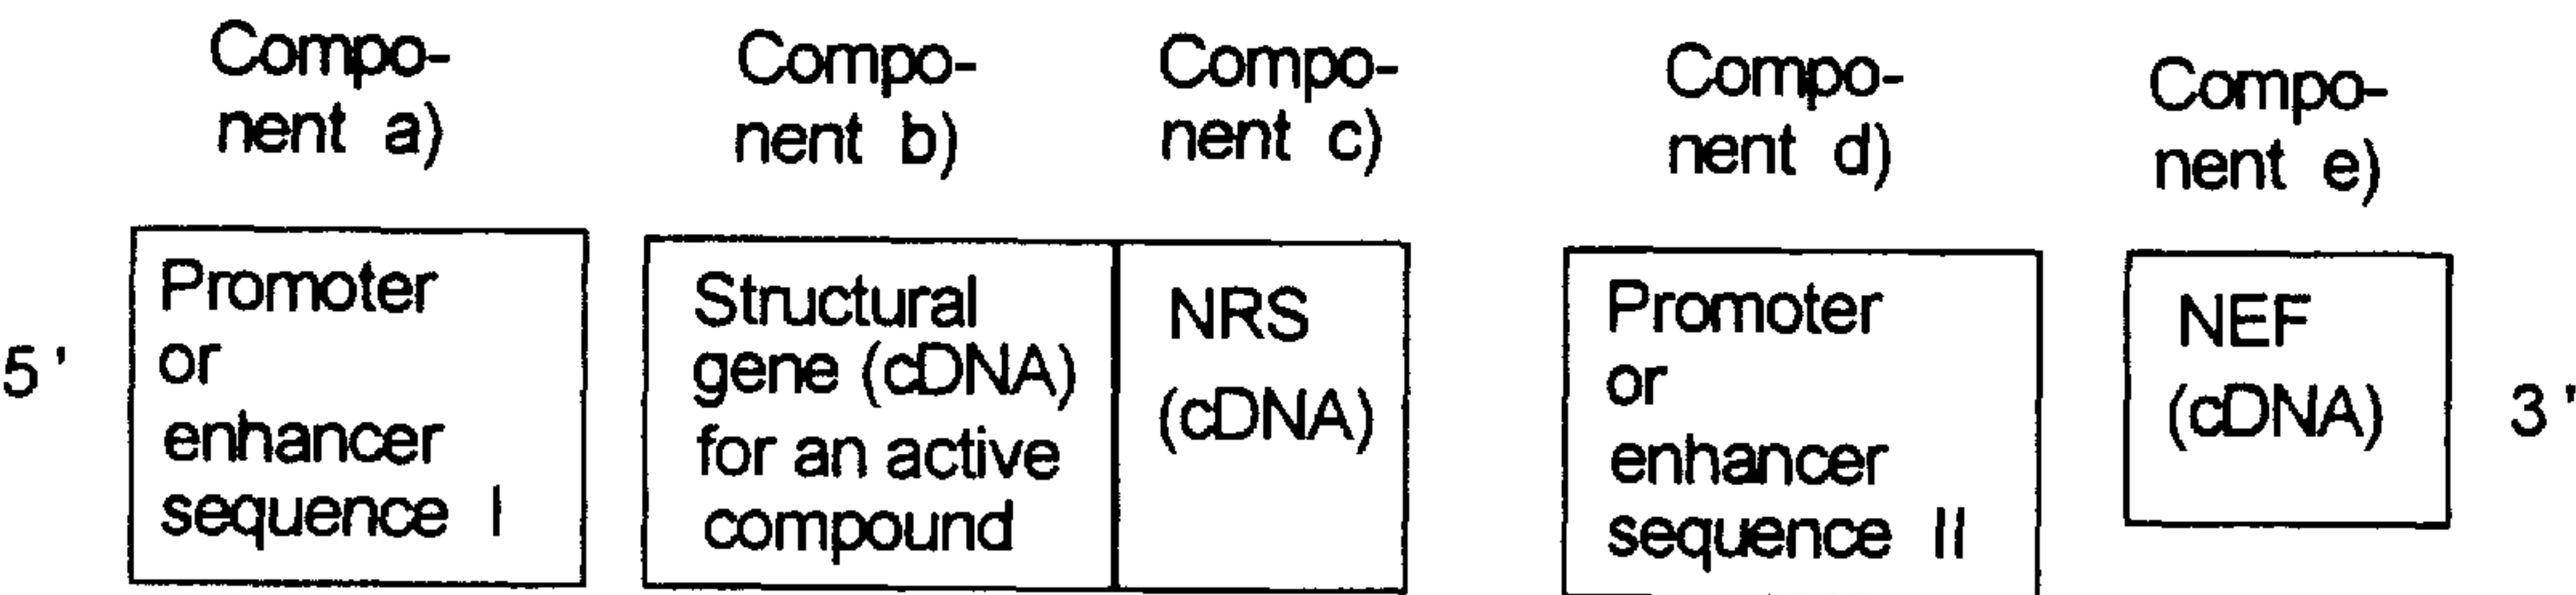 Compo-
nent a)
Compo-
nent b)
Compo-
nent c)
Compo-
nent d)
Compo-
nent e)
5'
Promoter
or
enhancer
sequence I
Structural
gene (cDNA)
for an active
compound
NRS
(cDNA)
Promoter
or
enhancer
sequence II
NEF
(cDNA)
3'